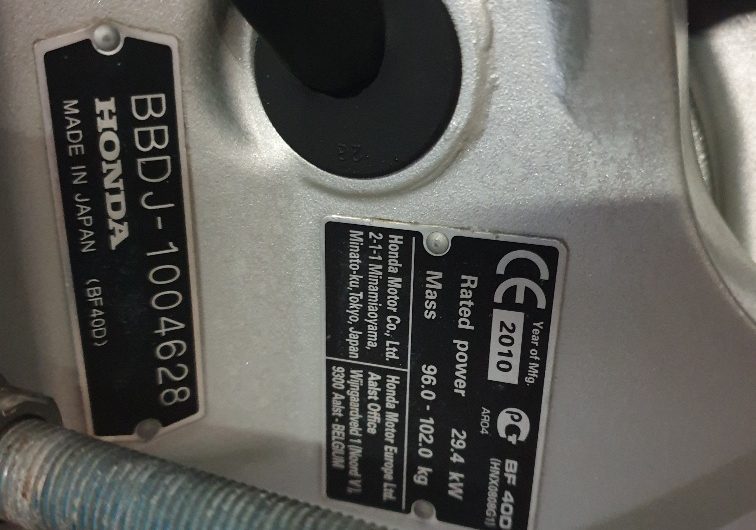 BBDJ-1004628
HONDA
MADE IN JAPAN (BF40D)
Year of Mfg.
CE 2010 BF 40D
AR04
Rated power 29.4 kW
Mass 96.0 - 102.0 kg
Honda Motor Co., Ltd.
2-1-1 Minamiaoyama,
Minato-ku, Tokyo, Japan
Honda Motor Europe Ltd.
Aalst Office
Wijngaardveld 1 (Noord V),
9300 Aalst - BELGIUM